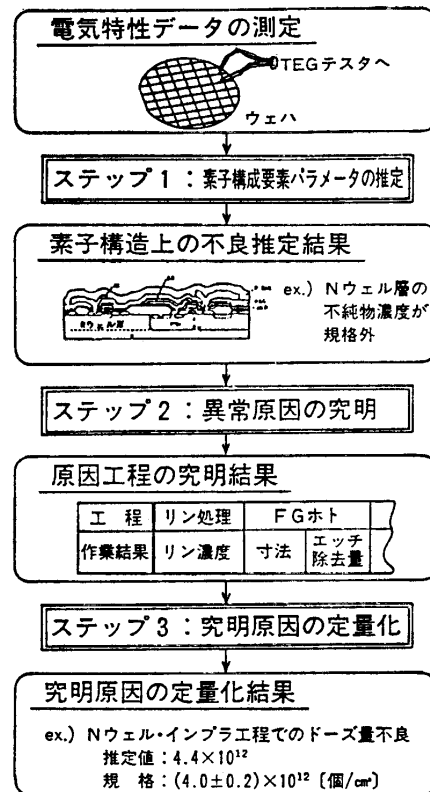 電気特性データの測定
TEGテスタへ
ウェハ
ステップ1：素子構成要素パラメータの推定
素子構造上の不良推定結果
ex.) Nウェル層の
不純物濃度が
規格外
ステップ2：異常原因の究明
原因工程の究明結果
工 程 リン処理 FGホト
作業結果 リン濃度 寸法 エッチ
除去量
ステップ3：究明原因の定量化
究明原因の定量化結果
ex.) Nウェル・インプラ工程でのドーズ量不良
推定値：4.4×10¹²
規 格：(4.0±0.2)×10¹² [個/cm²]